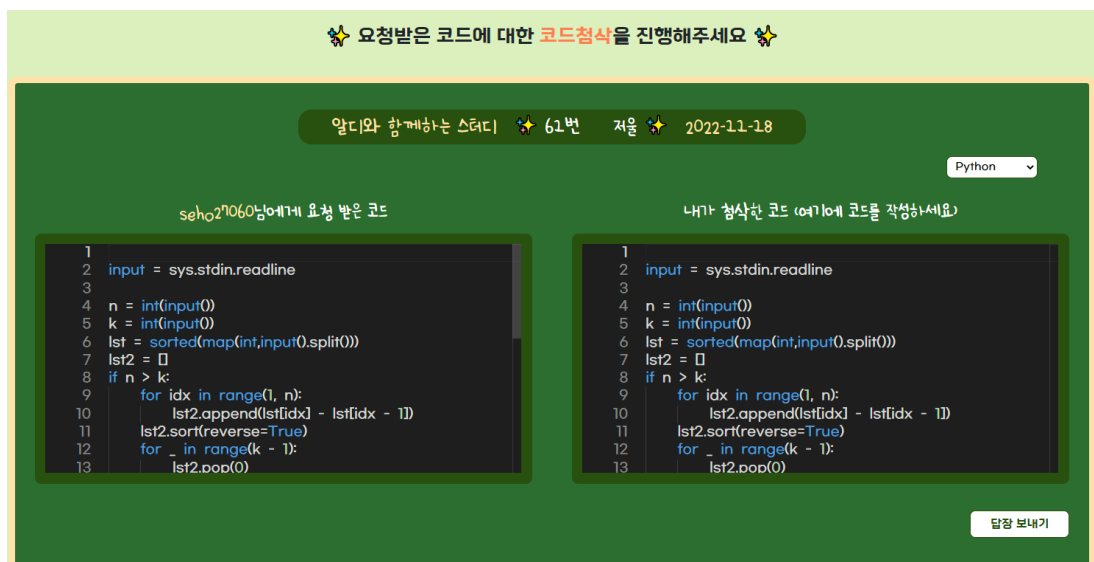 요청받은 코드에 대한 코드첨삭을 진행해주세요
알디와 함께하는 스터디 61번 저울 2022-11-18
Python
seho27060님에게 요청 받은 코드
1
2 input = sys.stdin.readline
3
4 n = int(input())
5 k = int(input())
6 lst = sorted(map(int,input().split()))
7 lst2 = []
8 if n > k:
9 for idx in range(1, n):
10 lst2.append(lst[idx] - lst[idx - 1])
11 lst2.sort(reverse=True)
12 for _ in range(k - 1):
13 lst2.pop(0)
내가 첨삭한 코드 (여기에 코드를 작성하세요)
1
2 input = sys.stdin.readline
3
4 n = int(input())
5 k = int(input())
6 lst = sorted(map(int,input().split()))
7 lst2 = []
8 if n > k:
9 for idx in range(1, n):
10 lst2.append(lst[idx] - lst[idx - 1])
11 lst2.sort(reverse=True)
12 for _ in range(k - 1):
13 lst2.pop(0)
답장 보내기